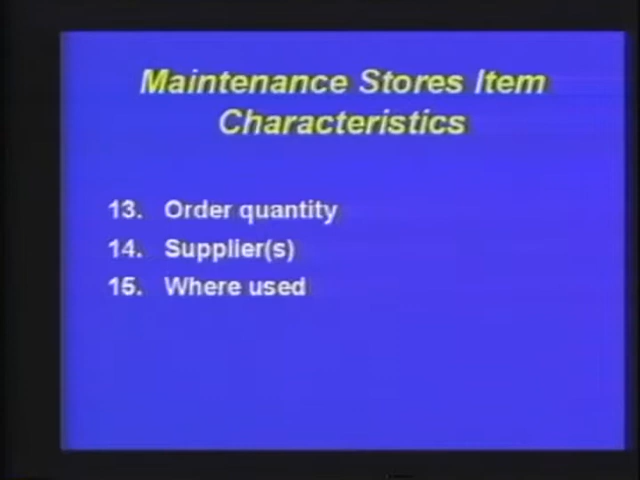 Maintenance Stores Item
Characteristics
13. Order quantity
14. Supplier(s)
15. Where used